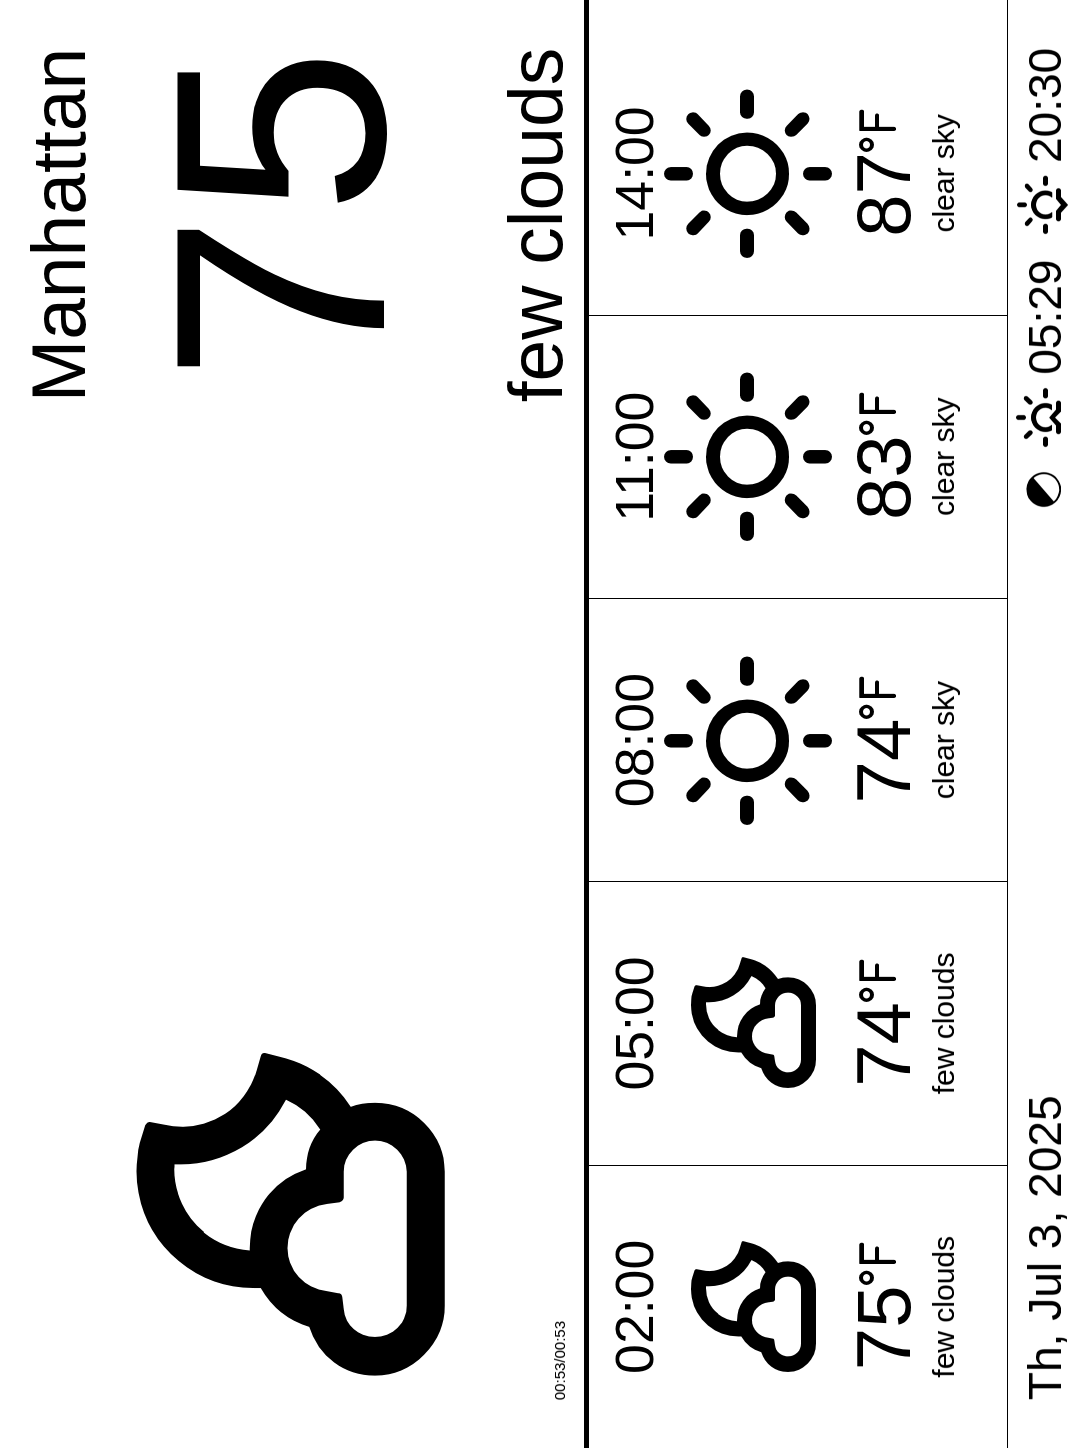 Manhattan
75
few clouds
00:53/00:53
02:00 05:00 08:00 11:00 14:00
75°F 74°F 74°F 83°F 87°F
few clouds few clouds clear sky clear sky clear sky
Th, Jul 3, 2025 05:29 20:30